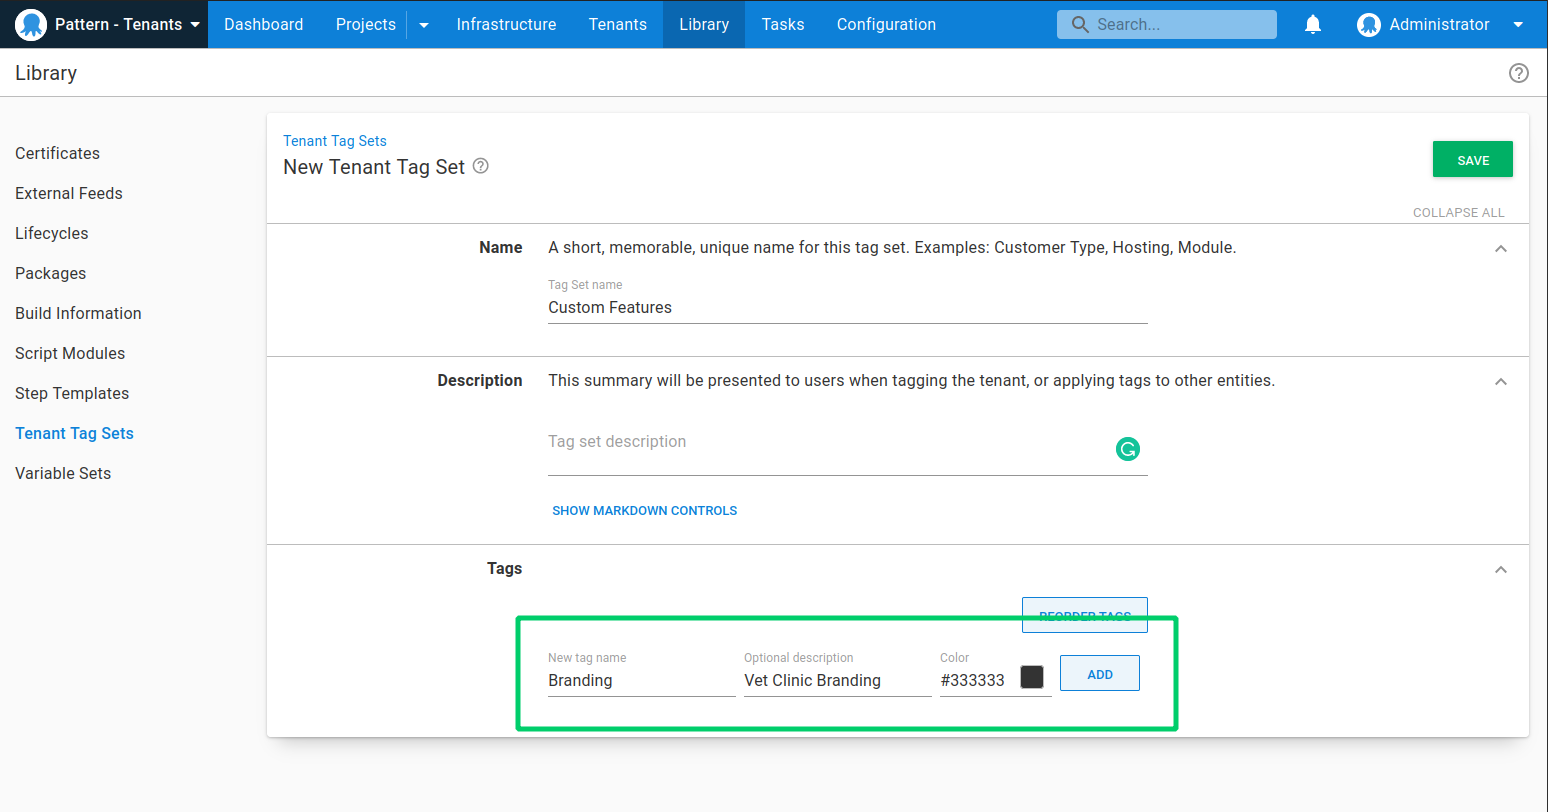 Pattern - Tenants Dashboard Projects Infrastructure Tenants Library Tasks Configuration Search... Administrator
Library
Certificates
External Feeds
Lifecycles
Packages
Build Information
Script Modules
Step Templates
Tenant Tag Sets
Variable Sets
Tenant Tag Sets
New Tenant Tag Set
SAVE
COLLAPSE ALL
Name A short, memorable, unique name for this tag set. Examples: Customer Type, Hosting, Module.
Tag Set name
Custom Features
Description This summary will be presented to users when tagging the tenant, or applying tags to other entities.
Tag set description
SHOW MARKDOWN CONTROLS
Tags
REORDER TAGS
New tag name Optional description Color
Branding Vet Clinic Branding #333333 ADD